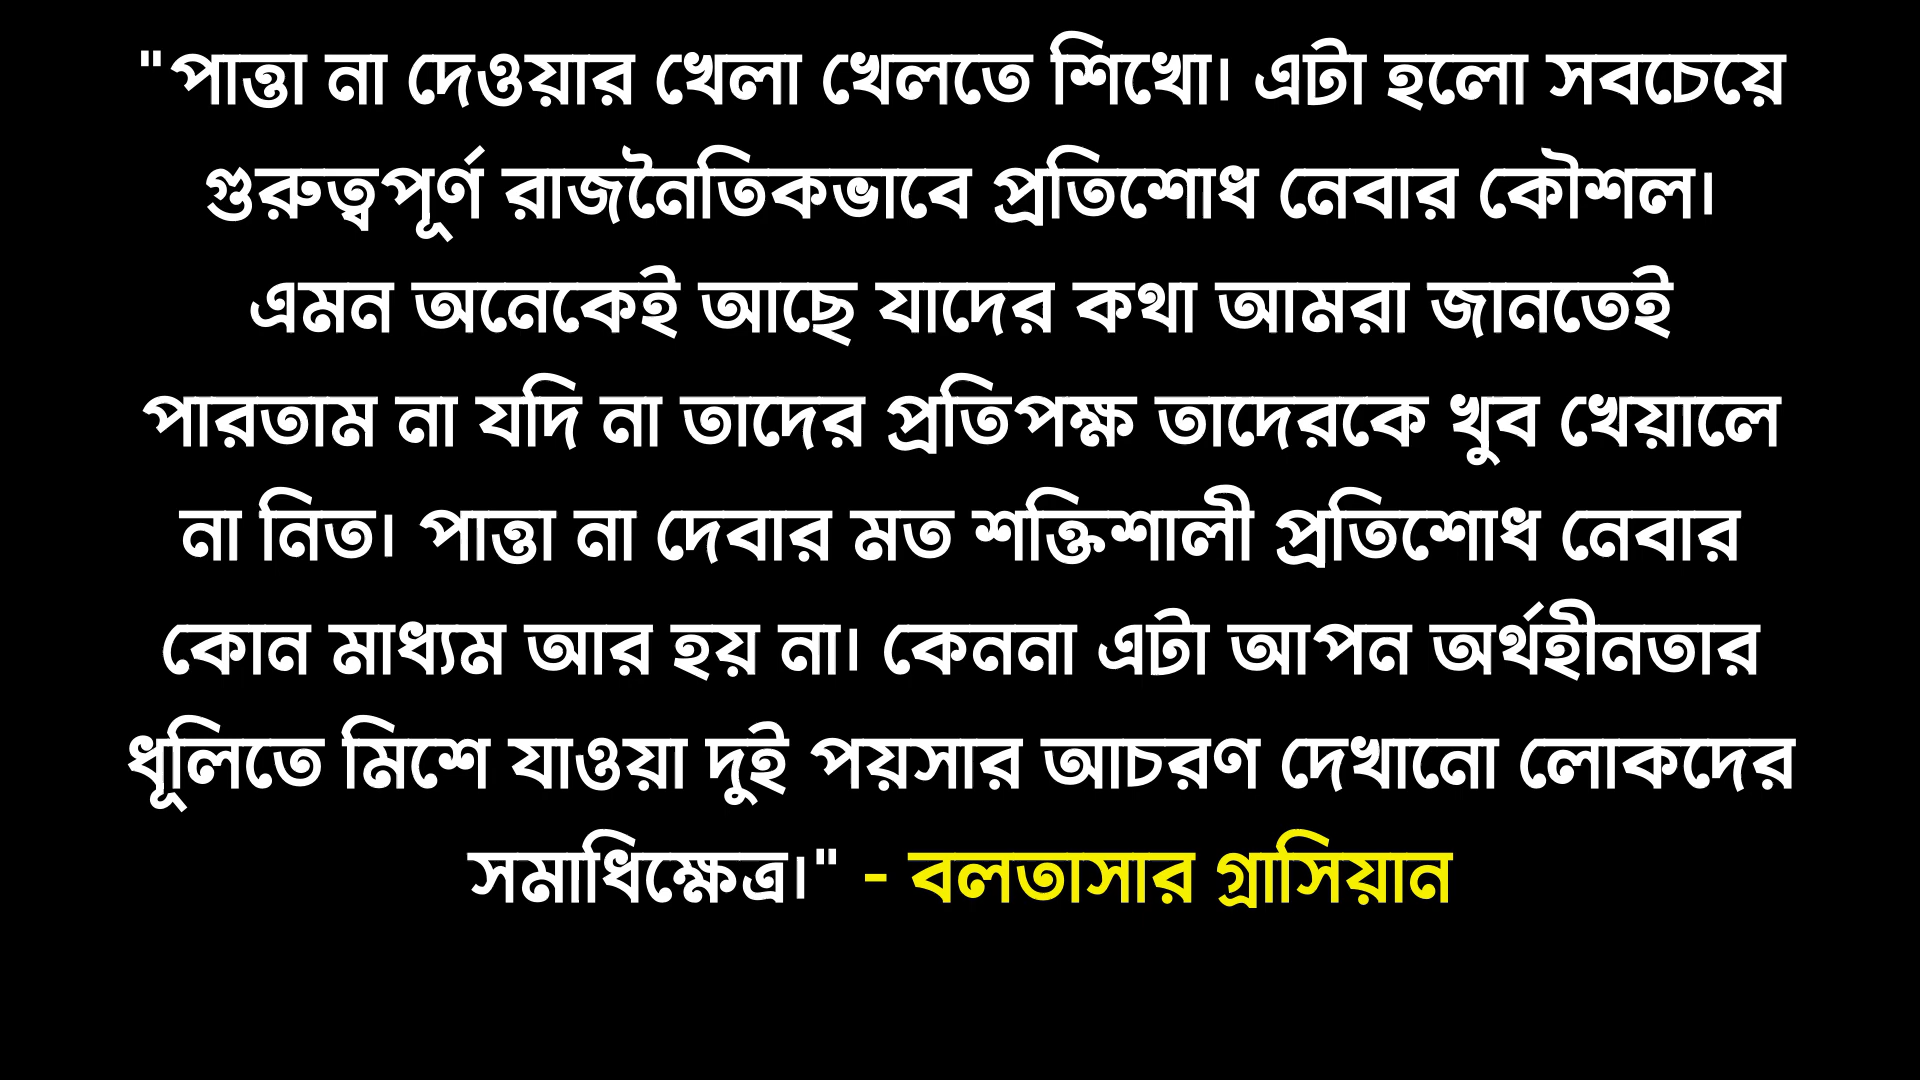 "পাত্তা না দেওয়ার খেলা খেলতে শিখো। এটা হলো সবচেয়ে
গুরুত্বপূর্ণ রাজনৈতিকভাবে প্রতিশোধ নেবার কৌশল।
এমন অনেকেই আছে যাদের কথা আমরা জানতেই
পারতাম না যদি না তাদের প্রতিপক্ষ তাদেরকে খুব খেয়ালে
না নিত। পাত্তা না দেবার মত শক্তিশালী প্রতিশোধ নেবার
কোন মাধ্যম আর হয় না। কেননা এটা আপন অর্থহীনতার
ধূলিতে মিশে যাওয়া দুই পয়সার আচরণ দেখানো লোকদের
সমাধিক্ষেত্র।" - বলতাসার গ্রাসিয়ান